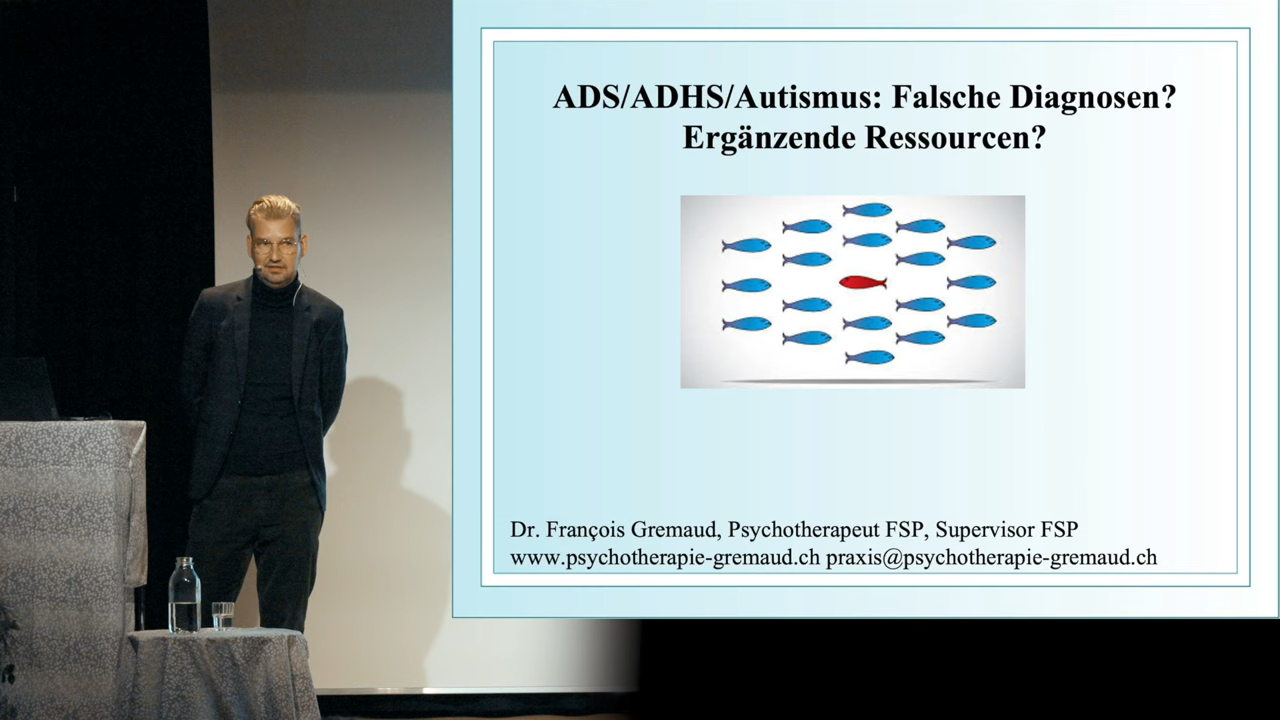 ADS/ADHS/Autismus: Falsche Diagnosen?
Ergänzende Ressourcen?
Dr. François Gremaud, Psychotherapeut FSP, Supervisor FSP
www.psychotherapie-gremaud.ch praxis@psychotherapie-gremaud.ch